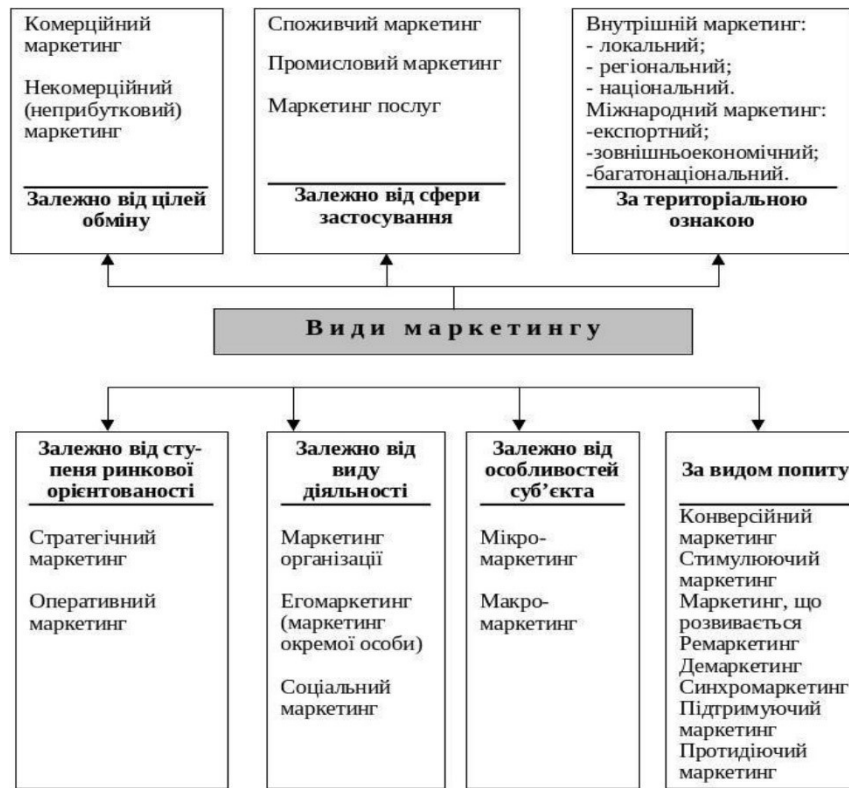 Комерційний
маркетинг
Некомерційний
(неприбутковий)
маркетинг
Залежно від цілей
обміну
Споживчий маркетинг
Промисловий маркетинг
Маркетинг послуг
Залежно від сфери
застосування
Внутрішній маркетинг:
- локальний;
- регіональний;
- національний.
Міжнародний маркетинг:
-експортний;
-зовнішньоекономічний;
-багатонаціональний.
За територіальною
ознакою
Види маркетингу
Залежно від сту-
пеня ринкової
орієнтованості
Стратегічний
маркетинг
Оперативний
маркетинг
Залежно від
виду
діяльності
Маркетинг
організації
Егомаркетинг
(маркетинг
окремої особи)
Соціальний
маркетинг
Залежно від
особливостей
суб’єкта
Мікро-
маркетинг
Макро-
маркетинг
За видом попиту
Конверсійний
маркетинг
Стимулюючий
маркетинг
Маркетинг, що
розвивається
Ремаркетинг
Демаркетинг
Синхромаркетинг
Підтримуючий
маркетинг
Протидіючий
маркетинг